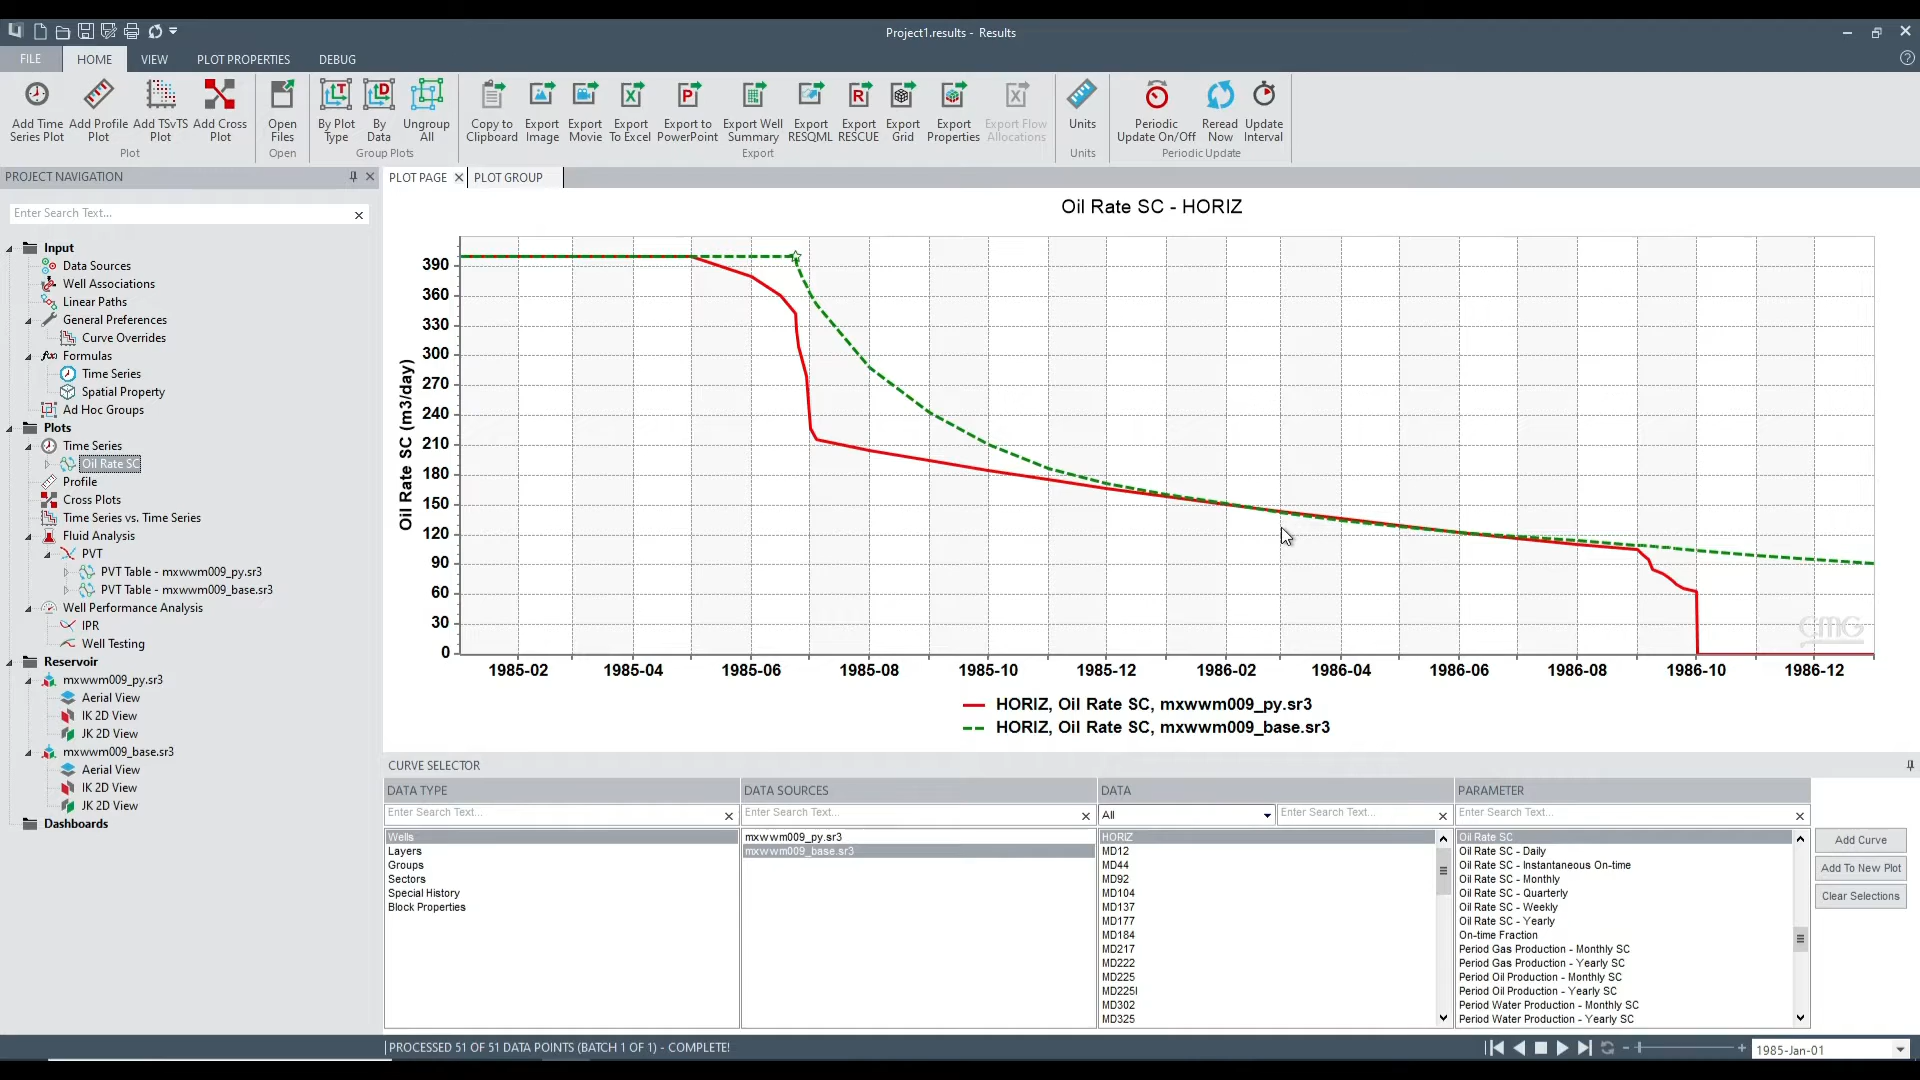 Project1.results - Results
FILE
HOME
VIEW
PLOT PROPERTIES
DEBUG
Add Time Series Plot
Add Profile Plot
Add TSvTS Plot
Add Cross Plot
Plot
Open Files
Open
By Plot Type
By Data
Ungroup All
Group Plots
Copy to Clipboard
Export Image
Export Movie
Export To Excel
Export to PowerPoint
Export Well Summary
Export RESQML
Export RESCUE
Export Grid
Export Properties
Export Flow Allocations
Export
Units
Units
Periodic Update On/Off
Reread Now
Update Interval
Periodic Update
PROJECT NAVIGATION
Enter Search Text...
Input
Data Sources
Well Associations
Linear Paths
General Preferences
Curve Overrides
Formulas
Time Series
Spatial Property
Ad Hoc Groups
Plots
Time Series
Oil Rate SC
Profile
Cross Plots
Time Series vs. Time Series
Fluid Analysis
PVT
PVT Table - mxwwm009_py.sr3
PVT Table - mxwwm009_base.sr3
Well Performance Analysis
IPR
Well Testing
Reservoir
mxwwm009_py.sr3
Aerial View
IK 2D View
JK 2D View
mxwwm009_base.sr3
Aerial View
IK 2D View
JK 2D View
Dashboards
PLOT PAGE
PLOT GROUP
Oil Rate SC - HORIZ
Oil Rate SC (m3/day)
390
360
330
300
270
240
210
180
150
120
90
60
30
0
1985-02
1985-04
1985-06
1985-08
1985-10
1985-12
1986-02
1986-04
1986-06
1986-08
1986-10
1986-12
CMG
HORIZ, Oil Rate SC, mxwwm009_py.sr3
HORIZ, Oil Rate SC, mxwwm009_base.sr3
CURVE SELECTOR
DATA TYPE
Enter Search Text...
Wells
Layers
Groups
Sectors
Special History
Block Properties
DATA SOURCES
Enter Search Text...
mxwwm009_py.sr3
mxwwm009_base.sr3
DATA
All
Enter Search Text...
HORIZ
MD12
MD44
MD92
MD104
MD137
MD177
MD184
MD217
MD222
MD225
MD225I
MD302
MD325
PARAMETER
Enter Search Text...
Oil Rate SC
Oil Rate SC - Daily
Oil Rate SC - Instantaneous On-time
Oil Rate SC - Monthly
Oil Rate SC - Quarterly
Oil Rate SC - Weekly
Oil Rate SC - Yearly
On-time Fraction
Period Gas Production - Monthly SC
Period Gas Production - Yearly SC
Period Oil Production - Monthly SC
Period Oil Production - Yearly SC
Period Water Production - Monthly SC
Period Water Production - Yearly SC
Add Curve
Add To New Plot
Clear Selections
PROCESSED 51 OF 51 DATA POINTS (BATCH 1 OF 1) - COMPLETE!
1985-Jan-01